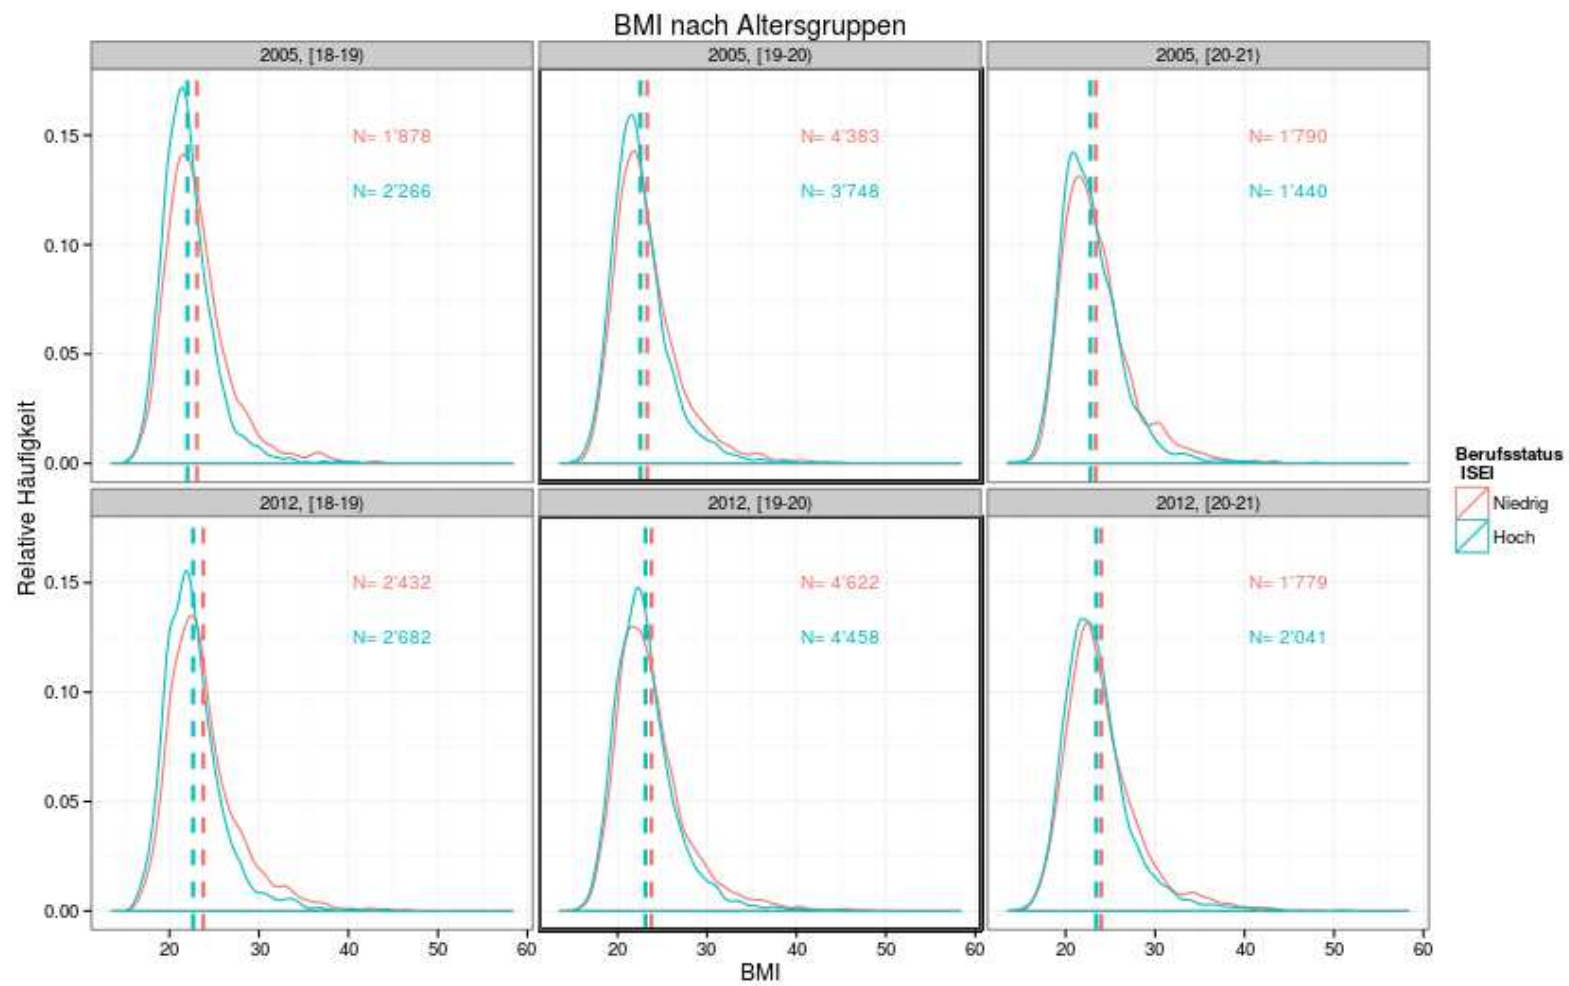 BMI nach Altersgruppen
2005, [18-19)
2005, [19-20)
2005, [20-21)
0.15
0.10
0.05
0.00
N= 1'878
N= 2'266
N= 4'383
N= 3'748
N= 1'790
N= 1'440
2012, [18-19)
2012, [19-20)
2012, [20-21)
0.15
0.10
0.05
0.00
N= 2'432
N= 2'682
N= 4'622
N= 4'458
N= 1'779
N= 2'041
20 30 40 50 60
20 30 40 50 60
20 30 40 50 60
BMI
Relative Häufigkeit
Berufsstatus
ISEI
Niedrig
Hoch